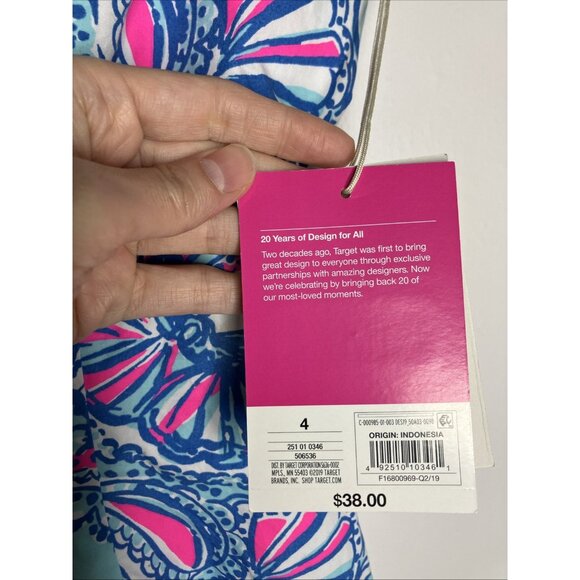 20 Years of Design for All
Two decades ago, Target was first to bring
great design to everyone through exclusive
partnerships with amazing designers. Now
we're celebrating by bringing back 20 of
our most-loved moments.
4
251 01 0346
506536
DIST. BY TARGET CORPORATION
MPLS, MN 55403 ©2019 TARGET
BRANDS, INC. SHOP TARGET.COM
ORIGIN: INDONESIA
4 92510 10346 1
F16800969-Q2/19
$38.00